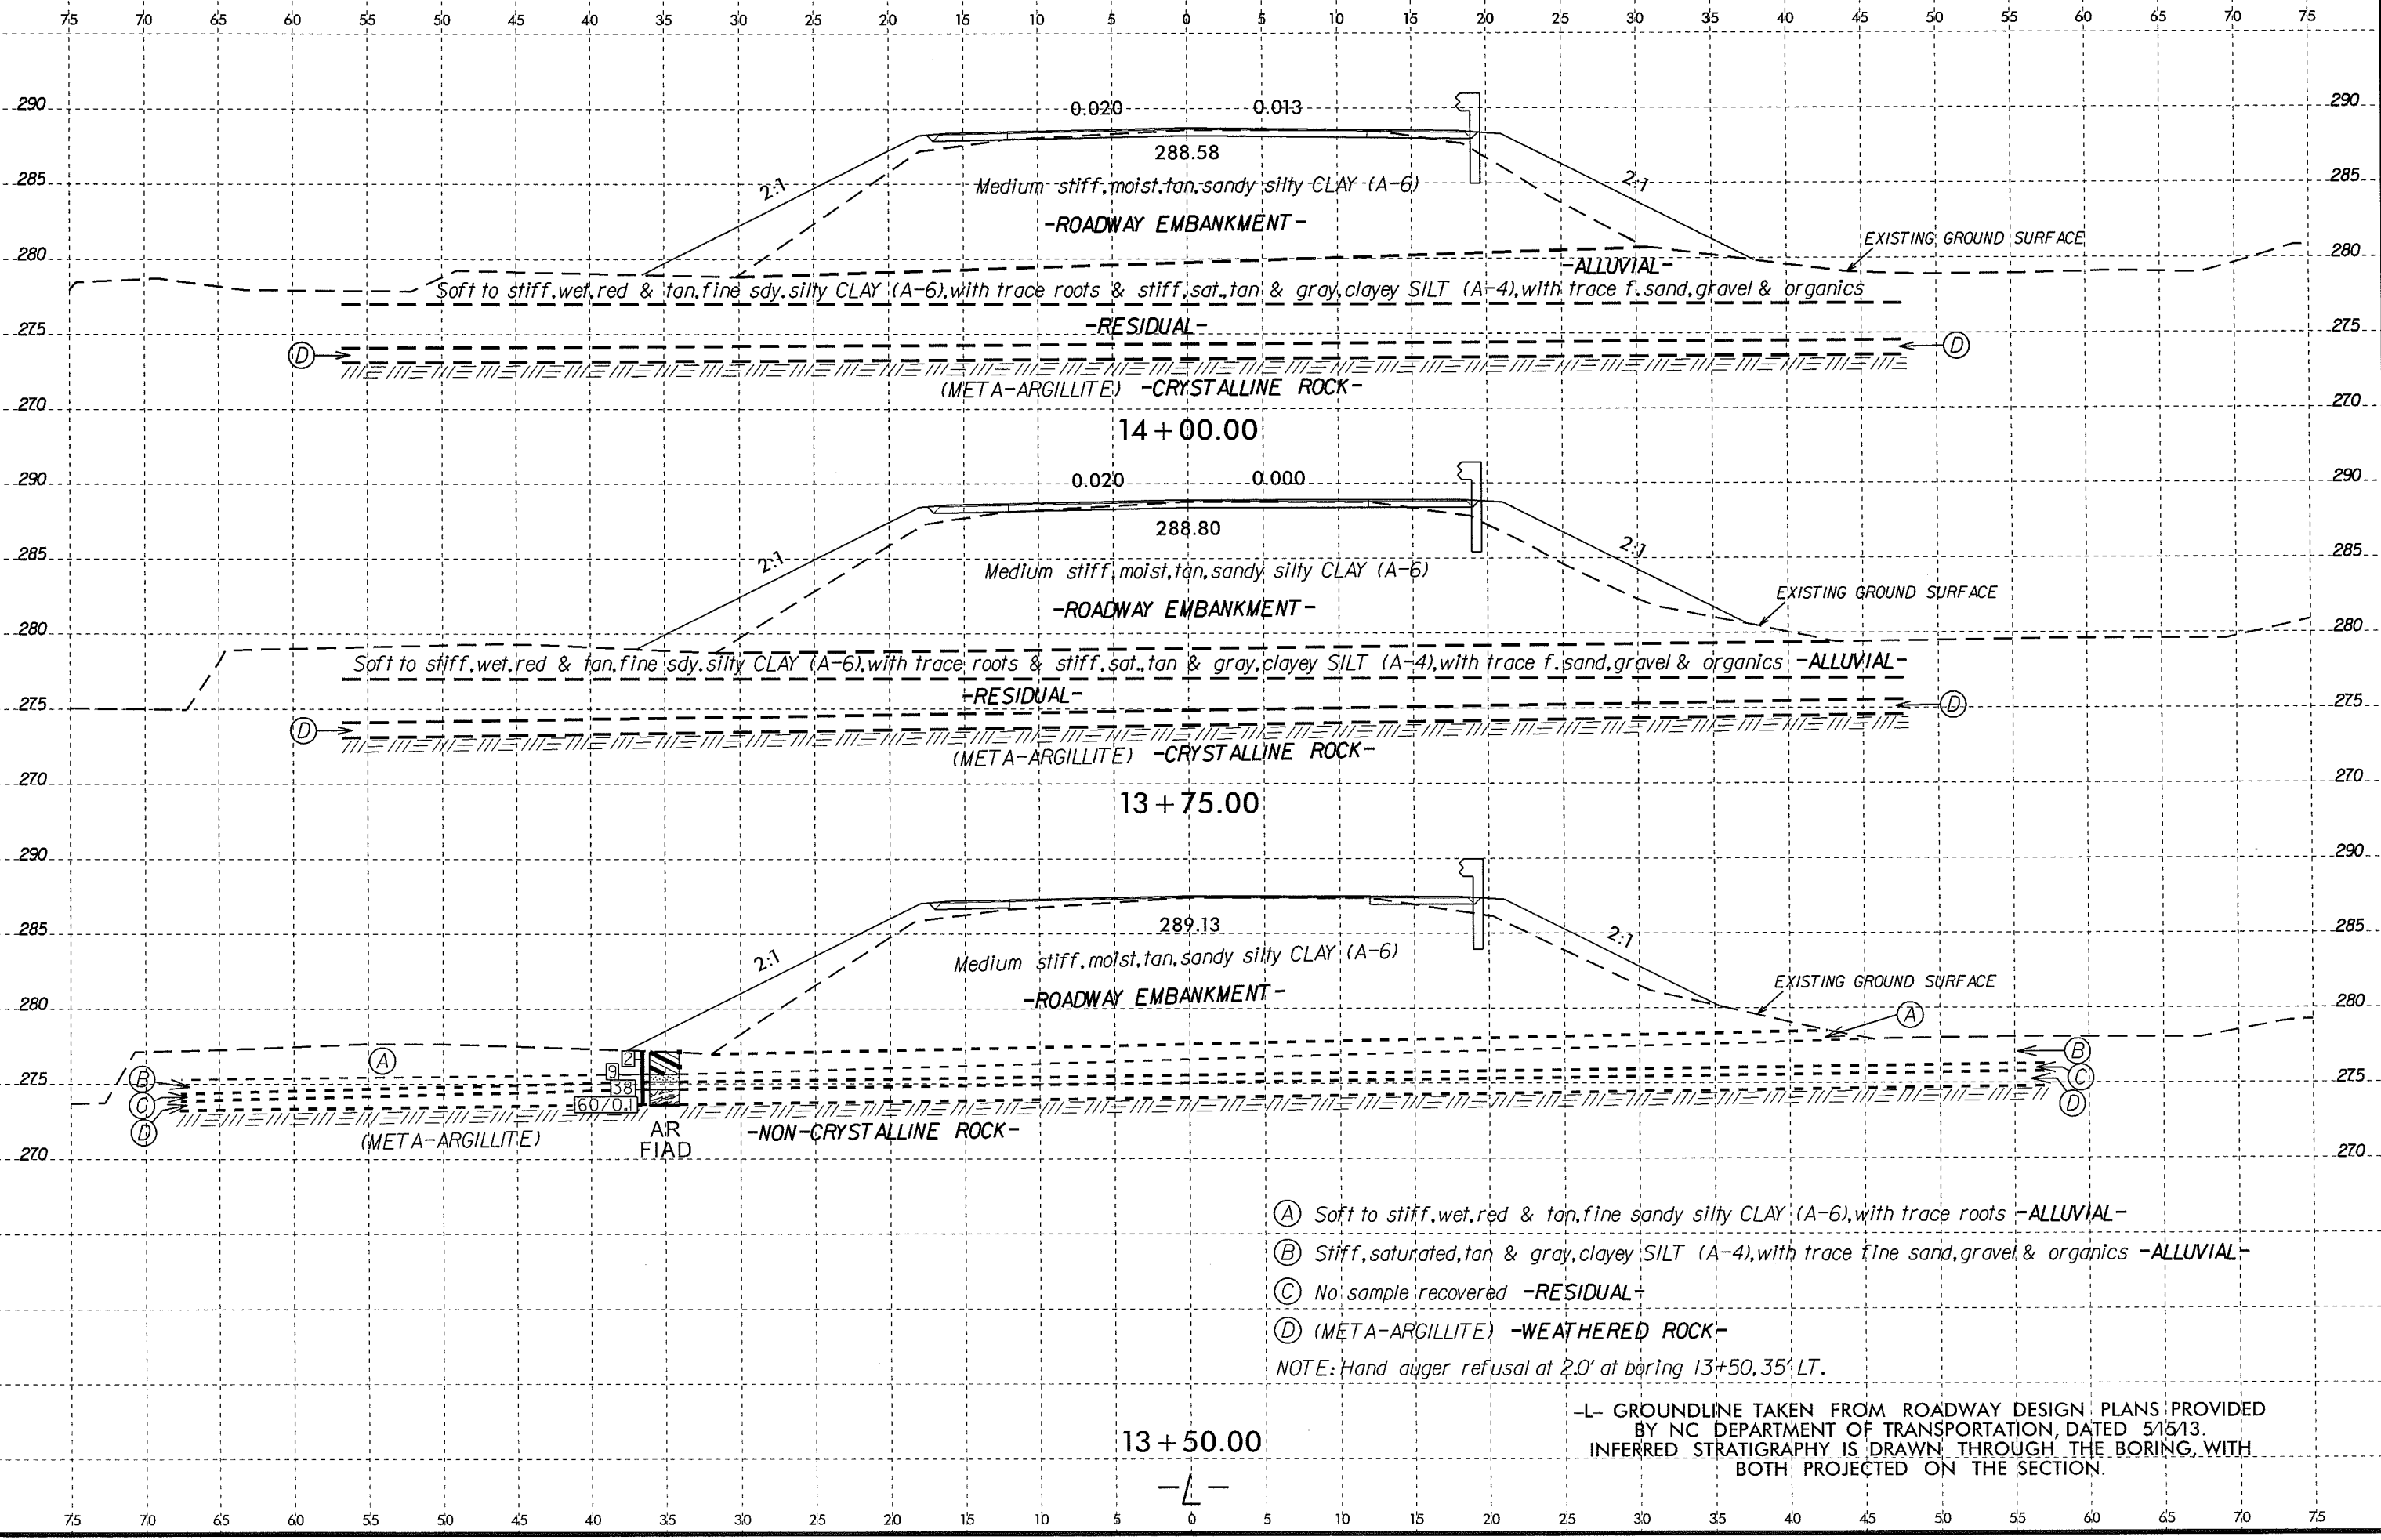 75 70 65 60 55 50 45 40 35 30 25 20 15 10 5 0 5 10 15 20 25 30 35 40 45 50 55 60 65 70 75
290 0.020 0.013 290
288.58
285 2:1 Medium stiff,moist,tan,sandy silty CLAY (A-6) 2:1 285
-ROADWAY EMBANKMENT-
280 EXISTING GROUND SURFACE 280
-ALLUVIAL-
Soft to stiff,wet,red & tan,fine sdy.silty CLAY (A-6),with trace roots & stiff,sat.,tan & gray,clayey SILT (A-4),with trace f.sand,gravel & organics
275 -RESIDUAL- 275
D D
(META-ARGILLITE) -CRYSTALLINE ROCK-
270 270
14+00.00
290 0.020 0.000 290
288.80
285 2:1 2:1 285
Medium stiff,moist,tan,sandy silty CLAY (A-6)
-ROADWAY EMBANKMENT-
EXISTING GROUND SURFACE
280 280
Soft to stiff,wet,red & tan,fine sdy.silty CLAY (A-6),with trace roots & stiff,sat.,tan & gray,clayey SILT (A-4),with trace f.sand,gravel & organics -ALLUVIAL-
-RESIDUAL-
275 275
D D
(META-ARGILLITE) -CRYSTALLINE ROCK-
270 270
13+75.00
290 290
289.13
285 2:1 2:1 285
Medium stiff,moist,tan,sandy silty CLAY (A-6)
-ROADWAY EMBANKMENT-
EXISTING GROUND SURFACE
280 280
A
A 2 B
B 9 C
275 38 275
C 60/0.1 D
D
AR
FIAD
(META-ARGILLITE) -NON-CRYSTALLINE ROCK-
270 270
A Soft to stiff,wet,red & tan,fine sandy silty CLAY (A-6),with trace roots -ALLUVIAL-
B Stiff,saturated,tan & gray,clayey SILT (A-4),with trace fine sand,gravel & organics -ALLUVIAL-
C No sample recovered -RESIDUAL-
D (META-ARGILLITE) -WEATHERED ROCK-
NOTE: Hand auger refusal at 2.0' at boring 13+50,35' LT.
-L- GROUNDLINE TAKEN FROM ROADWAY DESIGN PLANS PROVIDED
BY NC DEPARTMENT OF TRANSPORTATION, DATED 5/15/13.
INFERRED STRATIGRAPHY IS DRAWN THROUGH THE BORING, WITH
BOTH PROJECTED ON THE SECTION.
13+50.00
-L-
75 70 65 60 55 50 45 40 35 30 25 20 15 10 5 0 5 10 15 20 25 30 35 40 45 50 55 60 65 70 75